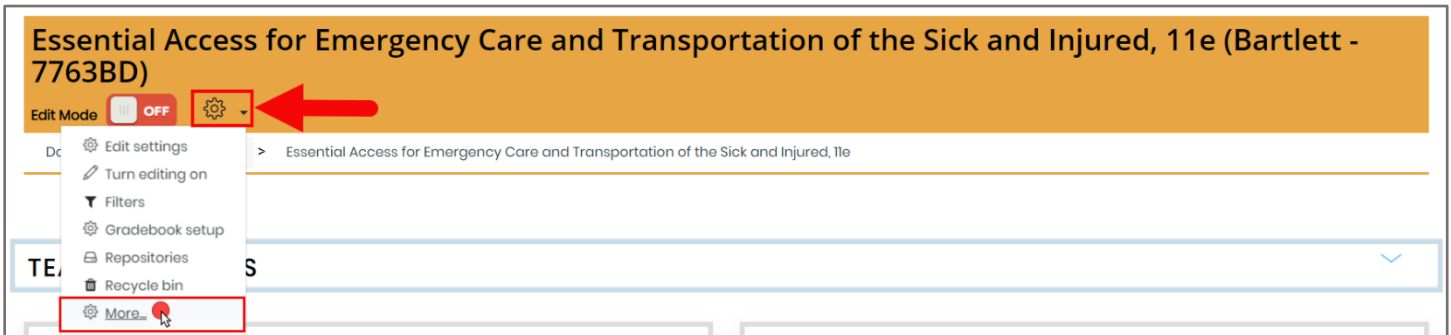 Essential Access for Emergency Care and Transportation of the Sick and Injured, 11e (Bartlett -
7763BD)
Edit Mode OFF
> Essential Access for Emergency Care and Transportation of the Sick and Injured, 11e
Edit settings
Turn editing on
Filters
Gradebook setup
Repositories
TE S
Recycle bin
More...